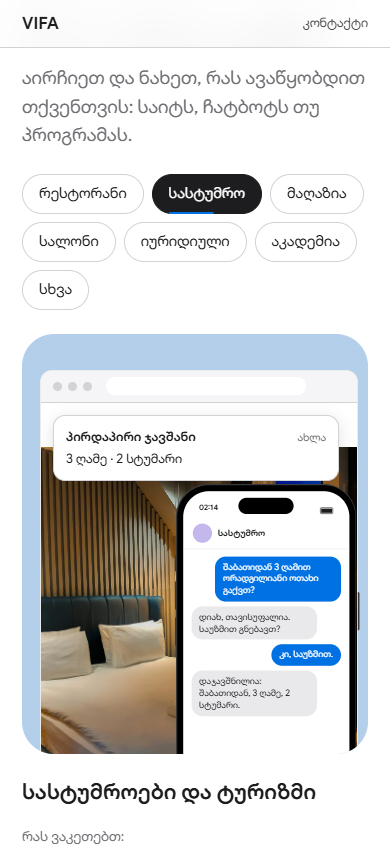 VIFA
კონტაქტი
აირჩიეთ და ნახეთ, რას ავაწყობდით
თქვენთვის: საიტს, ჩატბოტს თუ
პროგრამას.
რესტორანი
სასტუმრო
მაღაზია
სალონი
იურიდიული
აკადემია
სხვა
პირდაპირი ჯავშანი
ახლა
3 ღამე · 2 სტუმარი
02:14
სასტუმრო
შაბათიდან 3 ღამით
ორადგილიანი ოთახი
გაქვთ?
დიახ, თავისუფალია.
საუზმით გნებავთ?
კი, საუზმით.
დაჯავშნილია:
შაბათიდან, 3 ღამე, 2
სტუმარი.
სასტუმროები და ტურიზმი
რას ვაკეთებთ: